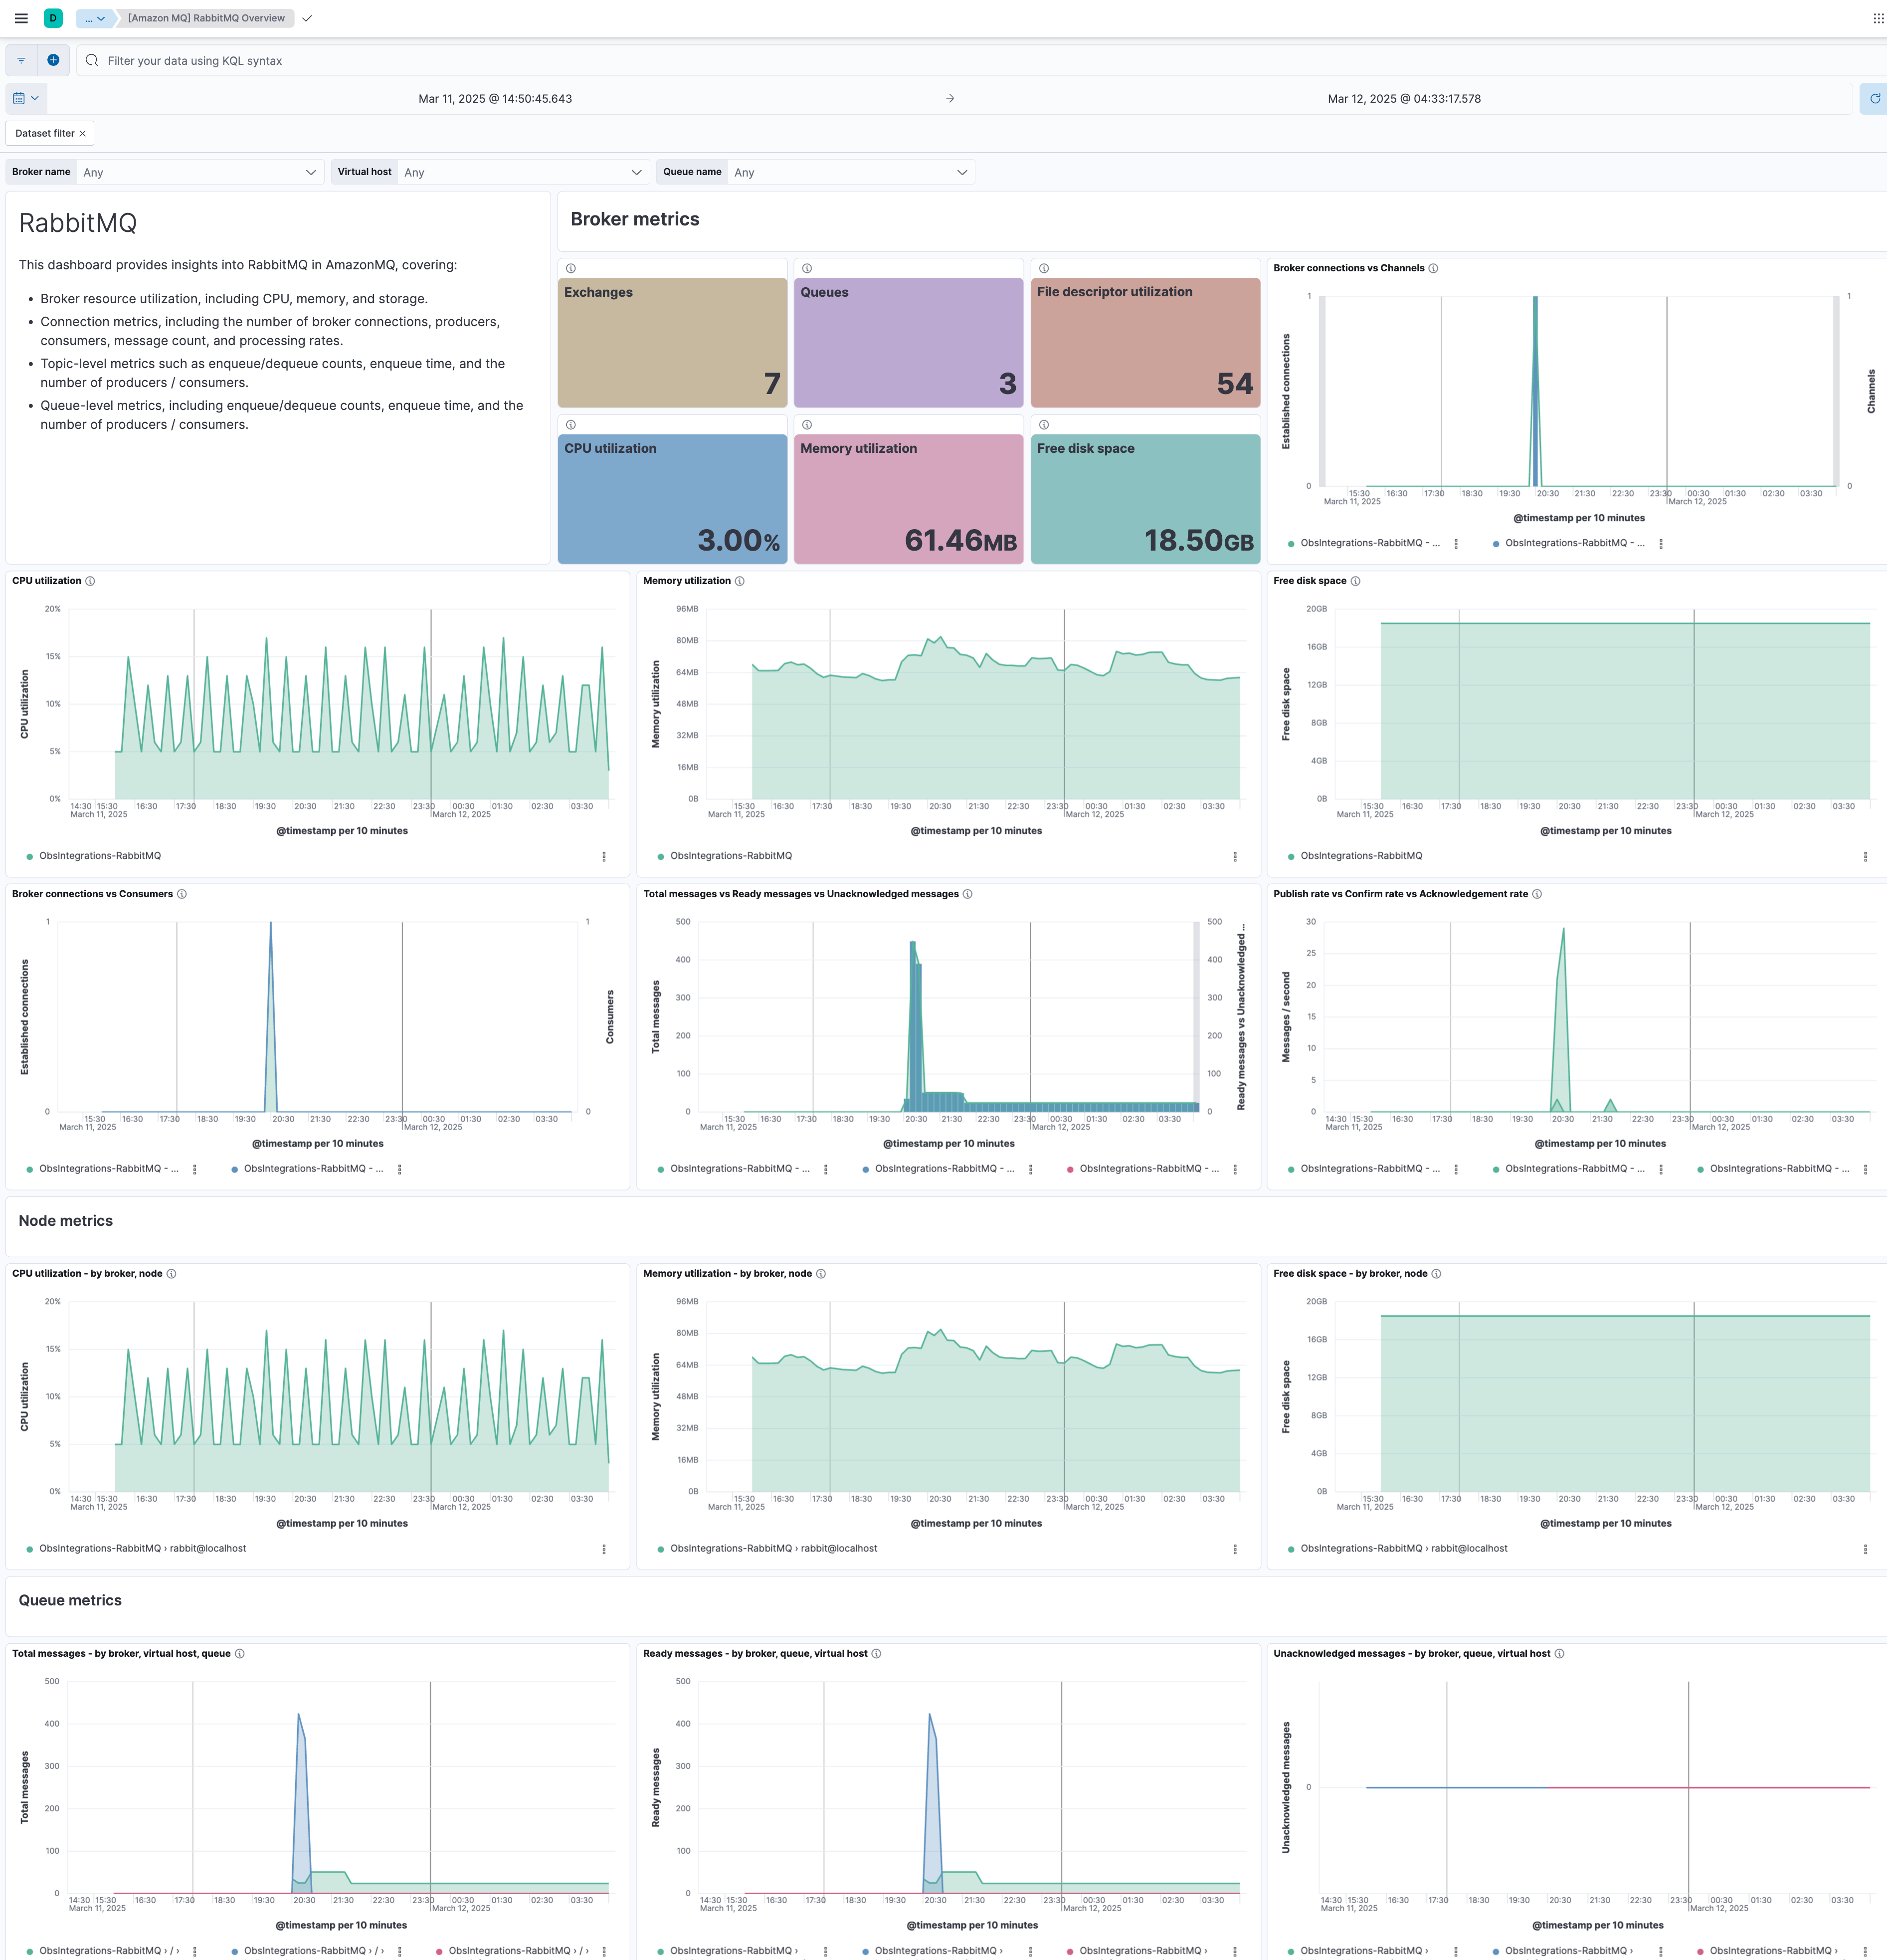 D
... [Amazon MQ] RabbitMQ Overview
Filter your data using KQL syntax
Mar 11, 2025 @ 14:50:45.643 → Mar 12, 2025 @ 04:33:17.578
Dataset filter ×
Broker name Any Virtual host Any Queue name Any
RabbitMQ
This dashboard provides insights into RabbitMQ in AmazonMQ, covering:
• Broker resource utilization, including CPU, memory, and storage.
• Connection metrics, including the number of broker connections, producers,
consumers, message count, and processing rates.
• Topic-level metrics such as enqueue/dequeue counts, enqueue time, and the
number of producers / consumers.
• Queue-level metrics, including enqueue/dequeue counts, enqueue time, and the
number of producers / consumers.
Broker metrics
Exchanges
7
Queues
3
File descriptor utilization
54
CPU utilization
3.00%
Memory utilization
61.46MB
Free disk space
18.50GB
Broker connections vs Channels
Established connections
Channels
1 1
0 0
15:30 16:30 17:30 18:30 19:30 20:30 21:30 22:30 23:30 00:30 01:30 02:30 03:30
March 11, 2025 March 12, 2025
@timestamp per 10 minutes
ObsIntegrations-RabbitMQ - ... ObsIntegrations-RabbitMQ - ...
CPU utilization
CPU utilization
20%
15%
10%
5%
0%
14:30 15:30 16:30 17:30 18:30 19:30 20:30 21:30 22:30 23:30 00:30 01:30 02:30 03:30
March 11, 2025 March 12, 2025
@timestamp per 10 minutes
ObsIntegrations-RabbitMQ
Memory utilization
Memory utilization
96MB
80MB
64MB
48MB
32MB
16MB
0B
15:30 16:30 17:30 18:30 19:30 20:30 21:30 22:30 23:30 00:30 01:30 02:30 03:30
March 11, 2025 March 12, 2025
@timestamp per 10 minutes
ObsIntegrations-RabbitMQ
Free disk space
Free disk space
20GB
16GB
12GB
8GB
4GB
0B
15:30 16:30 17:30 18:30 19:30 20:30 21:30 22:30 23:30 00:30 01:30 02:30 03:30
March 11, 2025 March 12, 2025
@timestamp per 10 minutes
ObsIntegrations-RabbitMQ
Broker connections vs Consumers
Established connections
Consumers
1 1
0 0
15:30 16:30 17:30 18:30 19:30 20:30 21:30 22:30 23:30 00:30 01:30 02:30 03:30
March 11, 2025 March 12, 2025
@timestamp per 10 minutes
ObsIntegrations-RabbitMQ - ... ObsIntegrations-RabbitMQ - ...
Total messages vs Ready messages vs Unacknowledged messages
Total messages
Ready messages vs Unacknowledged ...
500 500
400 400
300 300
200 200
100 100
0 0
15:30 16:30 17:30 18:30 19:30 20:30 21:30 22:30 23:30 00:30 01:30 02:30 03:30
March 11, 2025 March 12, 2025
@timestamp per 10 minutes
ObsIntegrations-RabbitMQ - ... ObsIntegrations-RabbitMQ - ... ObsIntegrations-RabbitMQ - ...
Publish rate vs Confirm rate vs Acknowledgement rate
Messages / second
30
25
20
15
10
5
0
14:30 15:30 16:30 17:30 18:30 19:30 20:30 21:30 22:30 23:30 00:30 01:30 02:30 03:30
March 11, 2025 March 12, 2025
@timestamp per 10 minutes
ObsIntegrations-RabbitMQ - ... ObsIntegrations-RabbitMQ - ... ObsIntegrations-RabbitMQ - ...
Node metrics
CPU utilization - by broker, node
CPU utilization
20%
15%
10%
5%
0%
14:30 15:30 16:30 17:30 18:30 19:30 20:30 21:30 22:30 23:30 00:30 01:30 02:30 03:30
March 11, 2025 March 12, 2025
@timestamp per 10 minutes
ObsIntegrations-RabbitMQ › rabbit@localhost
Memory utilization - by broker, node
Memory utilization
96MB
80MB
64MB
48MB
32MB
16MB
0B
15:30 16:30 17:30 18:30 19:30 20:30 21:30 22:30 23:30 00:30 01:30 02:30 03:30
March 11, 2025 March 12, 2025
@timestamp per 10 minutes
ObsIntegrations-RabbitMQ › rabbit@localhost
Free disk space - by broker, node
Free disk space
20GB
16GB
12GB
8GB
4GB
0B
15:30 16:30 17:30 18:30 19:30 20:30 21:30 22:30 23:30 00:30 01:30 02:30 03:30
March 11, 2025 March 12, 2025
@timestamp per 10 minutes
ObsIntegrations-RabbitMQ › rabbit@localhost
Queue metrics
Total messages - by broker, virtual host, queue
Total messages
500
400
300
200
100
0
14:30 15:30 16:30 17:30 18:30 19:30 20:30 21:30 22:30 23:30 00:30 01:30 02:30 03:30
March 11, 2025 March 12, 2025
@timestamp per 10 minutes
ObsIntegrations-RabbitMQ › / › ObsIntegrations-RabbitMQ › / › ObsIntegrations-RabbitMQ › / ›
Ready messages - by broker, queue, virtual host
Ready messages
500
400
300
200
100
0
14:30 15:30 16:30 17:30 18:30 19:30 20:30 21:30 22:30 23:30 00:30 01:30 02:30 03:30
March 11, 2025 March 12, 2025
@timestamp per 10 minutes
ObsIntegrations-RabbitMQ › ObsIntegrations-RabbitMQ › ObsIntegrations-RabbitMQ ›
Unacknowledged messages - by broker, queue, virtual host
Unacknowledged messages
0
14:30 15:30 16:30 17:30 18:30 19:30 20:30 21:30 22:30 23:30 00:30 01:30 02:30 03:30
March 11, 2025 March 12, 2025
@timestamp per 10 minutes
ObsIntegrations-RabbitMQ › ObsIntegrations-RabbitMQ › ObsIntegrations-RabbitMQ ›